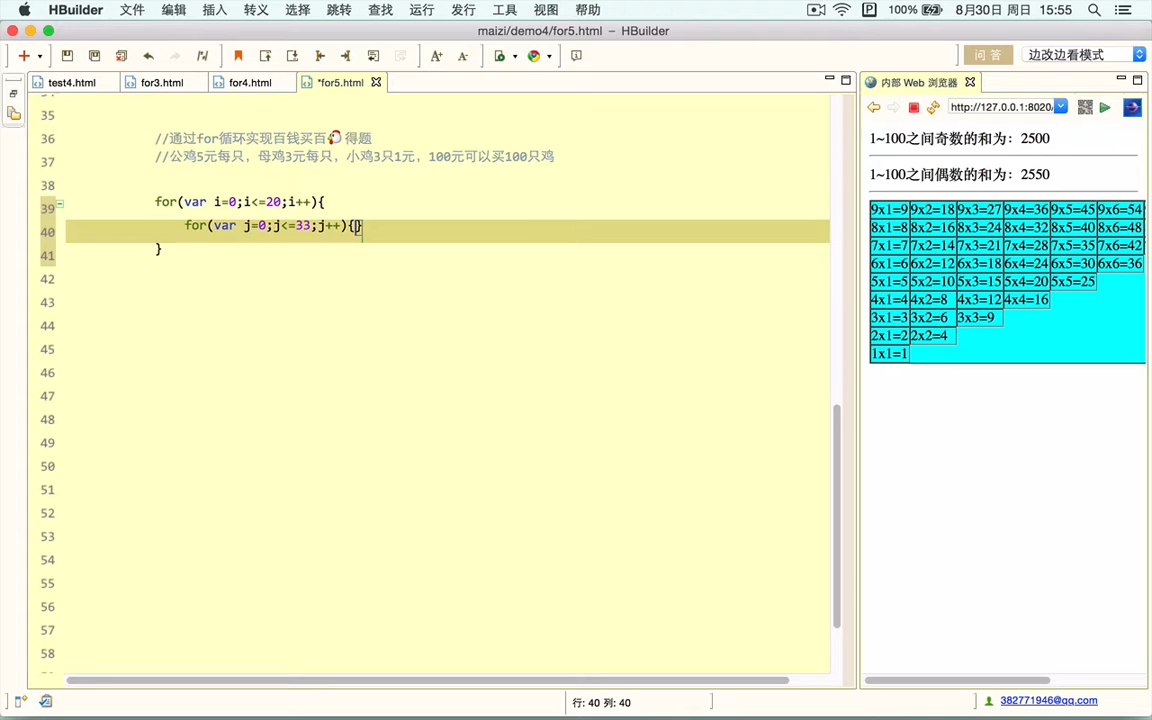 HBuilder 文件 编辑 插入 转义 选择 跳转 查找 运行 工具 视图 帮助 P 100% 8月30日 周日 15:55
maizi/demo4/for5.html - HBuilder
问 答 边改边看模式
test4.html for3.html for4.html *for5.html 内部 Web 浏览器
http://127.0.0.1:8020/
35
36 //通过for循环实现百钱买百🐔得题
37 //公鸡5元每只，母鸡3元每只，小鸡3只1元，100元可以买100只鸡
38
39 for(var i=0;i<=20;i++){
40 for(var j=0;j<=33;j++){}
41 }
42
43
44
45
46
47
48
49
50
51
52
53
54
55
56
57
58
1~100之间奇数的和为：2500
1~100之间偶数的和为：2550
9x1=9 9x2=18 9x3=27 9x4=36 9x5=45 9x6=54
8x1=8 8x2=16 8x3=24 8x4=32 8x5=40 8x6=48
7x1=7 7x2=14 7x3=21 7x4=28 7x5=35 7x6=42
6x1=6 6x2=12 6x3=18 6x4=24 6x5=30 6x6=36
5x1=5 5x2=10 5x3=15 5x4=20 5x5=25
4x1=4 4x2=8 4x3=12 4x4=16
3x1=3 3x2=6 3x3=9
2x1=2 2x2=4
1x1=1
行: 40 列: 40
382771946@qq.com